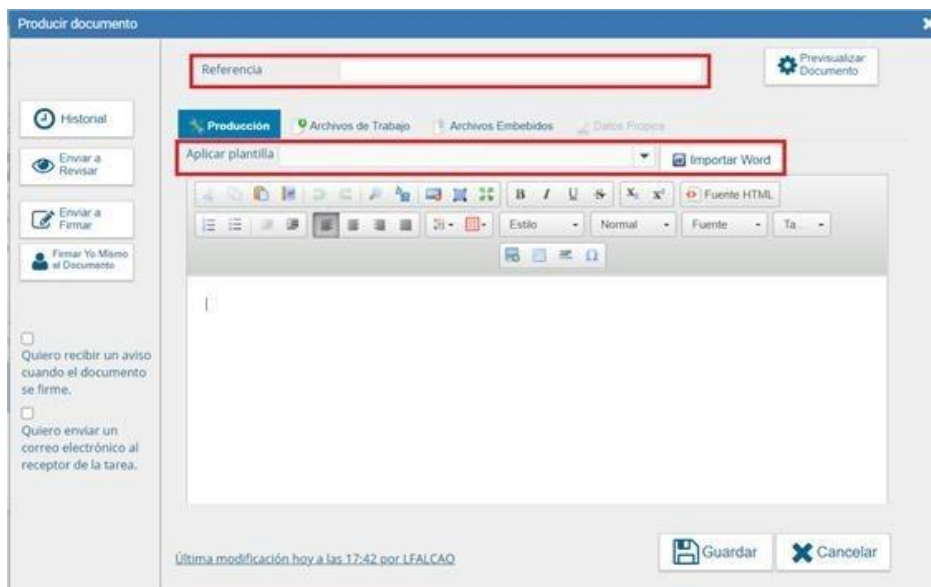 Producir documento
Referencia
Previsualizar
Documento
Historial
Producción
Archivos de Trabajo
Archivos Embebidos
Datos Propios
Aplicar plantilla
Importar Word
Enviar a
Revisar
B I U S X₂ X² Fuente HTML
Enviar a
Firmar
Estilo
Normal
Fuente
Ta...
Firmar Yo Mismo
el Documento
Ω
Quiero recibir un aviso
cuando el documento
se firme.
Quiero enviar un
correo electrónico al
receptor de la tarea.
Última modificación hoy a las 17:42 por LFALCAO
Guardar
Cancelar